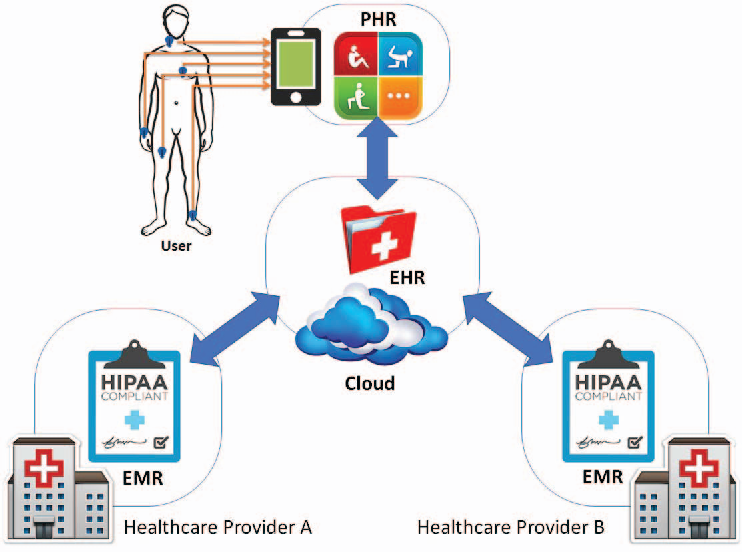 PHR
User
EHR
Cloud
HIPAA
COMPLIANT
EMR
Healthcare Provider A
HIPAA
COMPLIANT
EMR
Healthcare Provider B